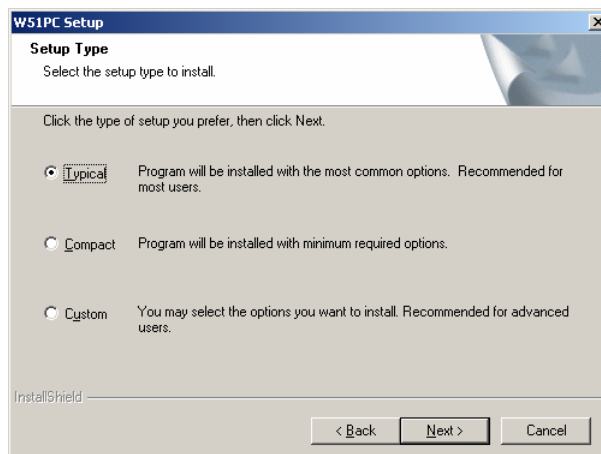 W51PC Setup
Setup Type
Select the setup type to install.
Click the type of setup you prefer, then click Next.
Typical
Program will be installed with the most common options. Recommended for
most users.
Compact
Program will be installed with minimum required options.
Custom
You may select the options you want to install. Recommended for advanced
users.
InstallShield
< Back
Next >
Cancel